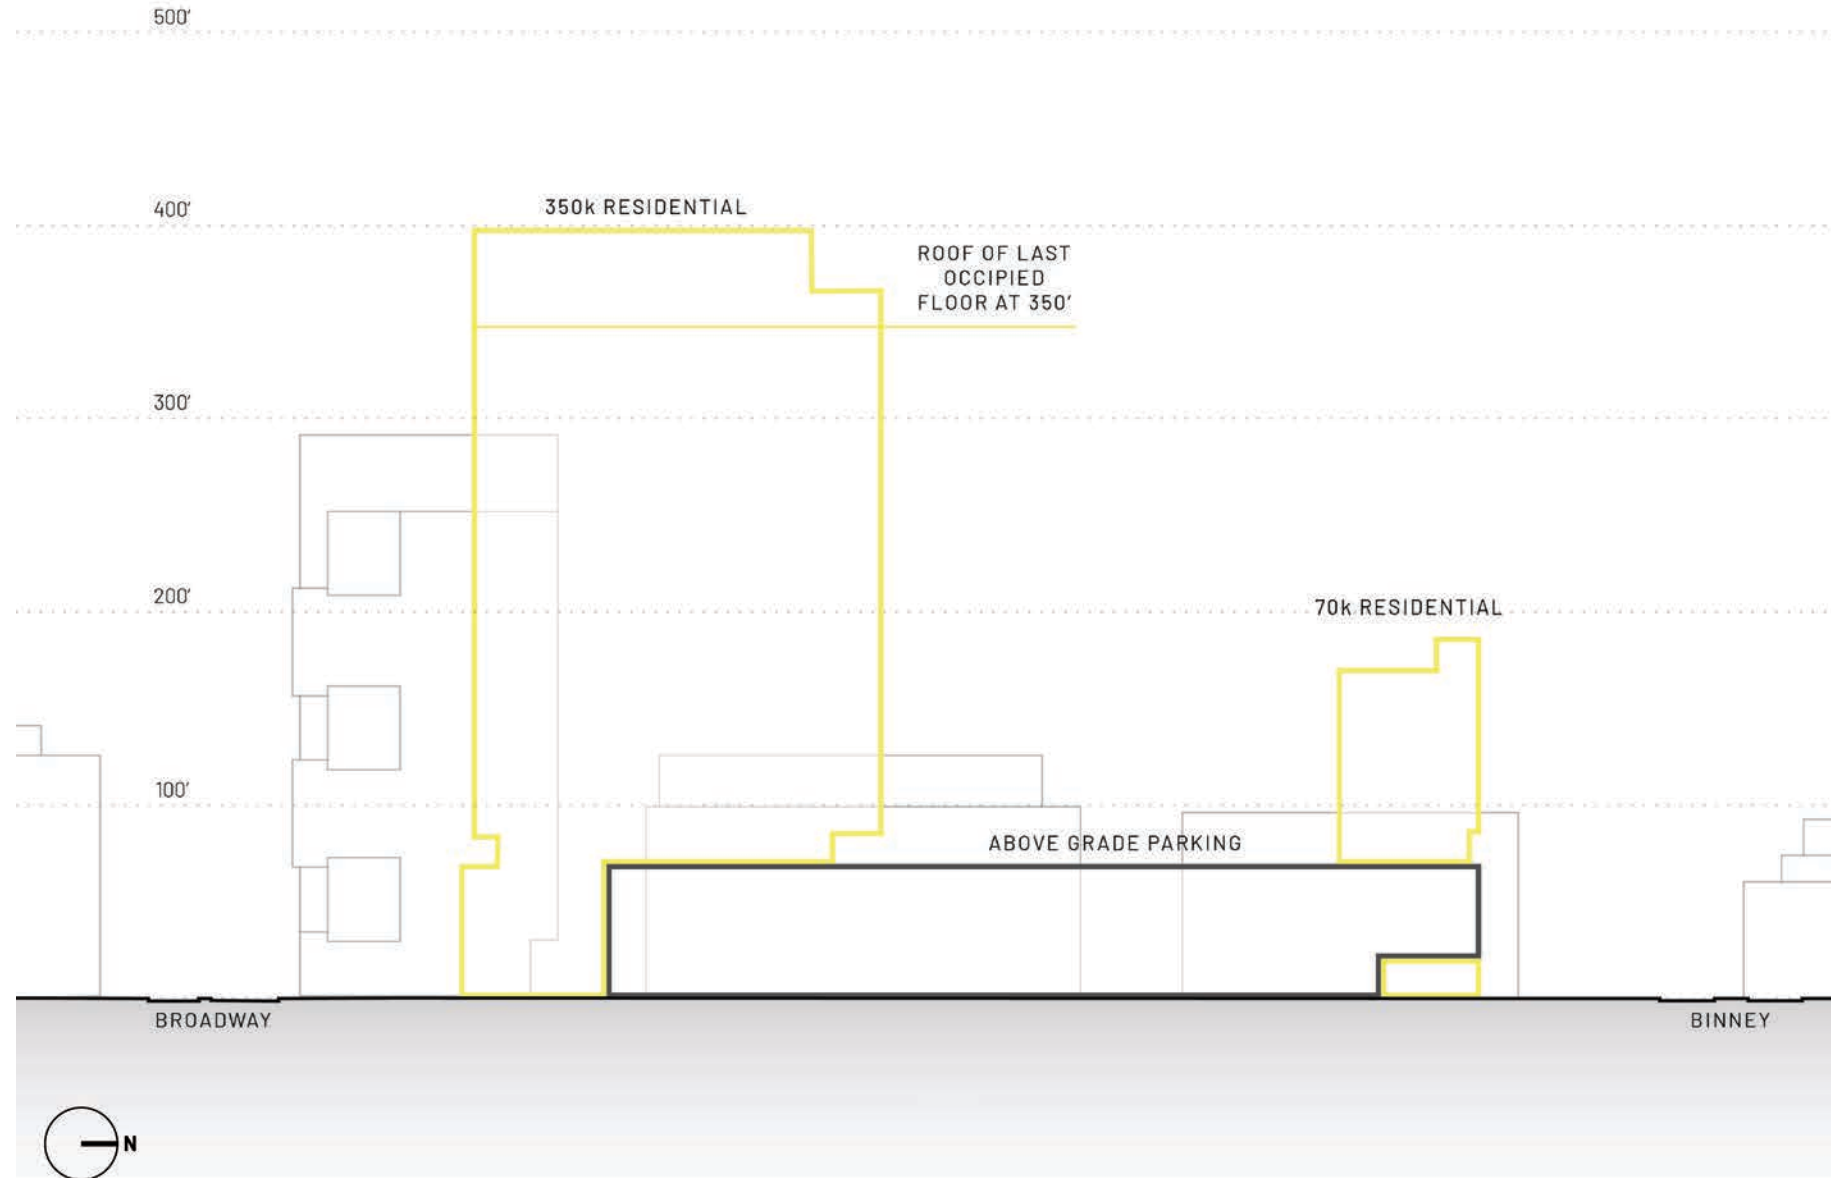 500'
400'
350k RESIDENTIAL
ROOF OF LAST
OCCIPIED
FLOOR AT 350'
300'
200'
70k RESIDENTIAL
100'
ABOVE GRADE PARKING
BROADWAY
BINNEY
N